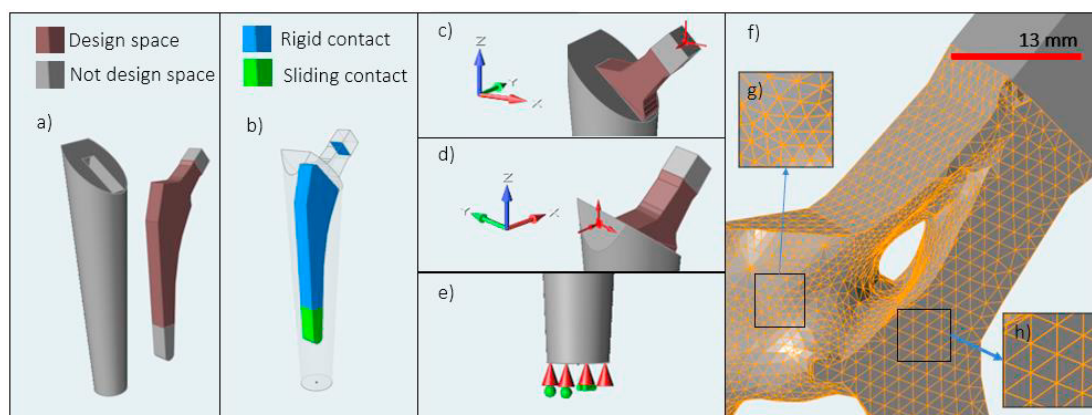 Design space
Not design space
a)
Rigid contact
Sliding contact
b)
c)
Z
Y
X
d)
Z
Y
X
e)
f)
13 mm
g)
h)